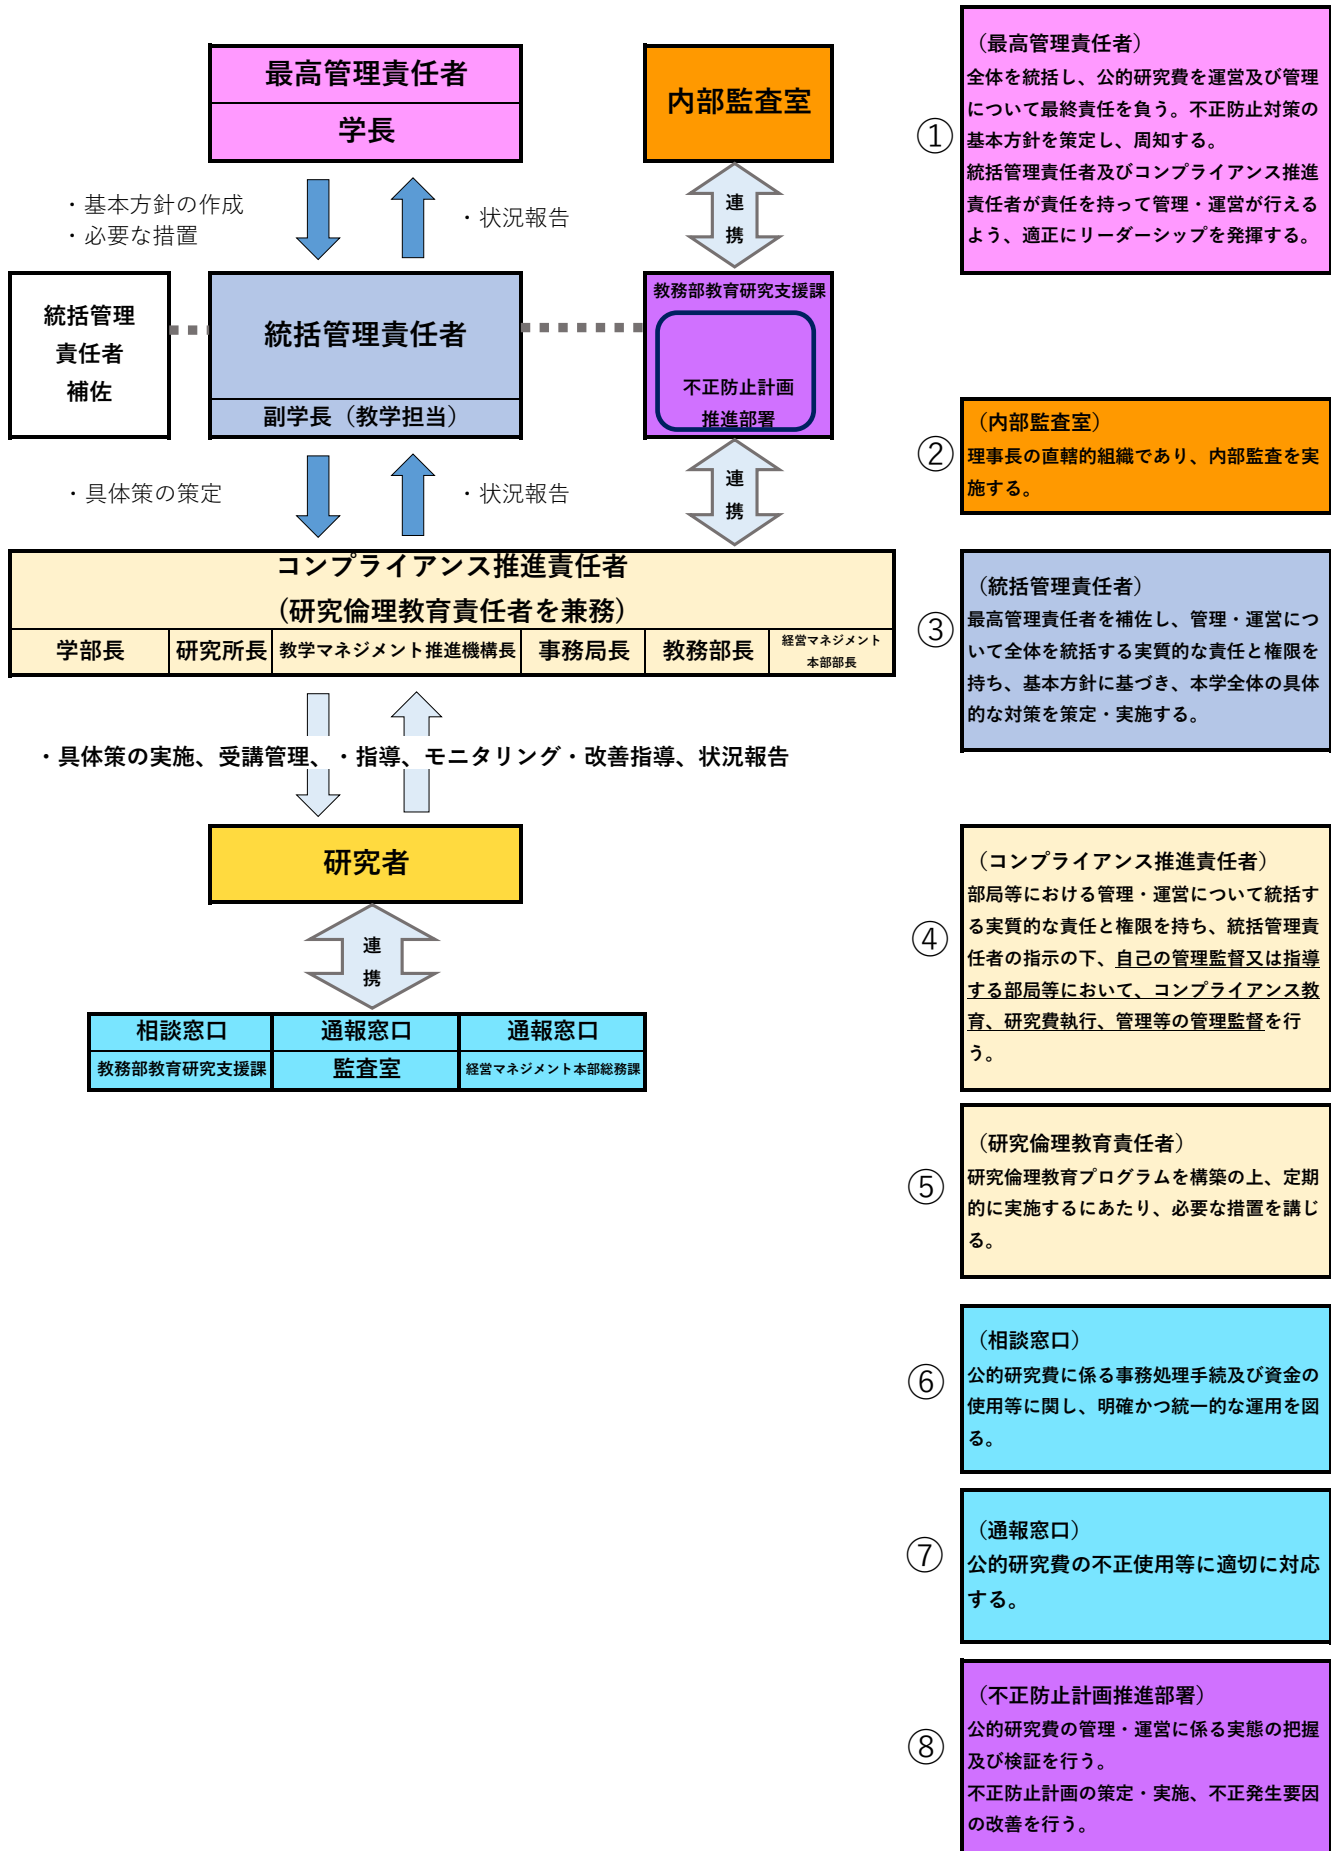 最高管理責任者
学長
内部監査室
・基本方針の作成
・必要な措置
・状況報告
連
携
統括管理
責任者
補佐
統括管理責任者
副学長（教学担当）
教務部教育研究支援課
不正防止計画
推進部署
・具体策の策定
・状況報告
連
携
コンプライアンス推進責任者
(研究倫理教育責任者を兼務)
学部長
研究所長
教学マネジメント推進機構長
事務局長
教務部長
経営マネジメント
本部部長
・具体策の実施、受講管理、・指導、モニタリング・改善指導、状況報告
研究者
連
携
相談窓口
通報窓口
通報窓口
教務部教育研究支援課
監査室
経営マネジメント本部総務課
①
（最高管理責任者）
全体を統括し、公的研究費を運営及び管理
について最終責任を負う。不正防止対策の
基本方針を策定し、周知する。
統括管理責任者及びコンプライアンス推進
責任者が責任を持って管理・運営が行える
よう、適正にリーダーシップを発揮する。
②
（内部監査室）
理事長の直轄的組織であり、内部監査を実
施する。
③
（統括管理責任者）
最高管理責任者を補佐し、管理・運営につ
いて全体を統括する実質的な責任と権限を
持ち、基本方針に基づき、本学全体の具体
的な対策を策定・実施する。
④
（コンプライアンス推進責任者）
部局等における管理・運営について統括す
る実質的な責任と権限を持ち、統括管理責
任者の指示の下、自己の管理監督又は指導
する部局等において、コンプライアンス教
育、研究費執行、管理等の管理監督を行
う。
⑤
（研究倫理教育責任者）
研究倫理教育プログラムを構築の上、定期
的に実施するにあたり、必要な措置を講じ
る。
⑥
（相談窓口）
公的研究費に係る事務処理手続及び資金の
使用等に関し、明確かつ統一的な運用を図
る。
⑦
（通報窓口）
公的研究費の不正使用等に適切に対応
する。
⑧
（不正防止計画推進部署）
公的研究費の管理・運営に係る実態の把握
及び検証を行う。
不正防止計画の策定・実施、不正発生要因
の改善を行う。